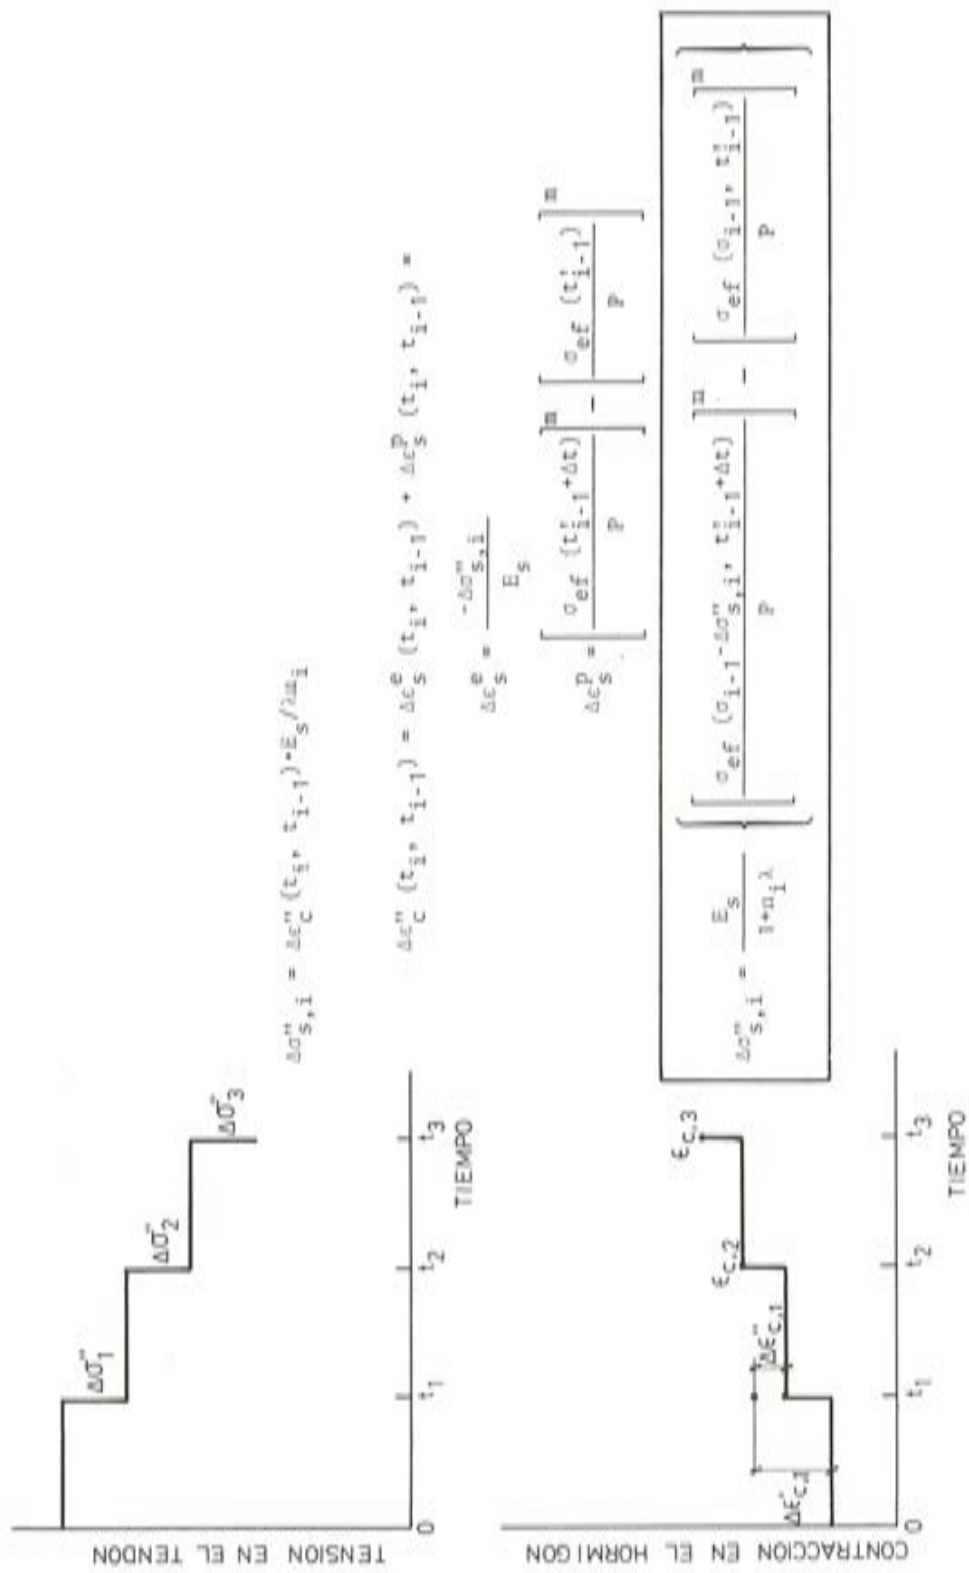 TENSION EN EL TENDON
Δσ̈1
Δσ̈2
Δσ̈3
0 t1 t2 t3
TIEMPO
Δσ"s,i = Δε"c (ti, ti-1)·Es/λni
Δε"c (ti, ti-1) = Δεes (ti, ti-1) + Δεps (ti, ti-1) =
Δεes = -Δσ"s,i / Es
Δεps = [σef (t'i-1+Δt) / P]m - [σef (t'i-1) / P]m
Δσ"s,i = Es / 1+niλ {[σef (σi-1-Δσ"s,i, t'i-1+Δt) / P]m - [σef (σi-1, t'i-1) / P]m}
CONTRACCION EN EL HORMIGON
Δε'c,1
Δε"c,1
εc,2
εc,3
0 t1 t2 t3
TIEMPO